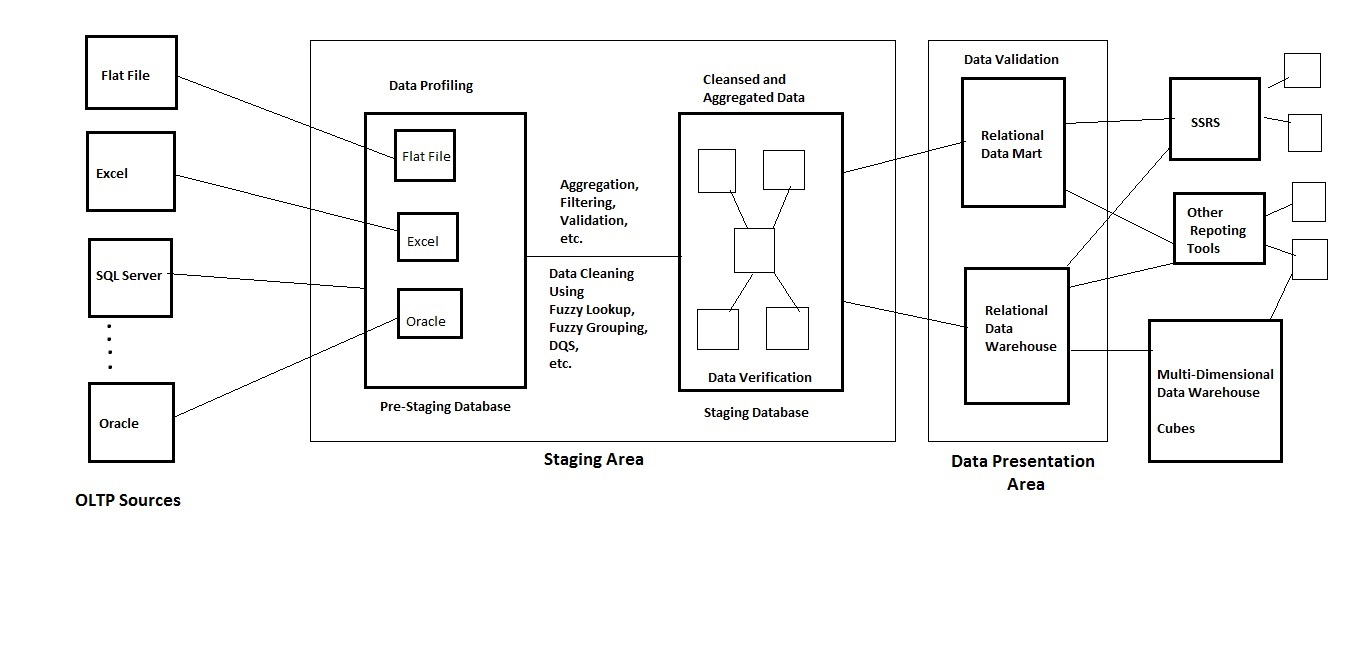 Flat File
Excel
SQL Server
Oracle
OLTP Sources
Data Profiling
Flat File
Excel
Oracle
Pre-Staging Database
Aggregation,
Filtering,
Validation,
etc.
Data Cleaning
Using
Fuzzy Lookup,
Fuzzy Grouping,
DQS,
etc.
Cleansed and
Aggregated Data
Data Verification
Staging Database
Staging Area
Data Validation
Relational
Data Mart
Relational
Data
Warehouse
Data Presentation
Area
SSRS
Other
Repoting
Tools
Multi-Dimensional
Data Warehouse
Cubes